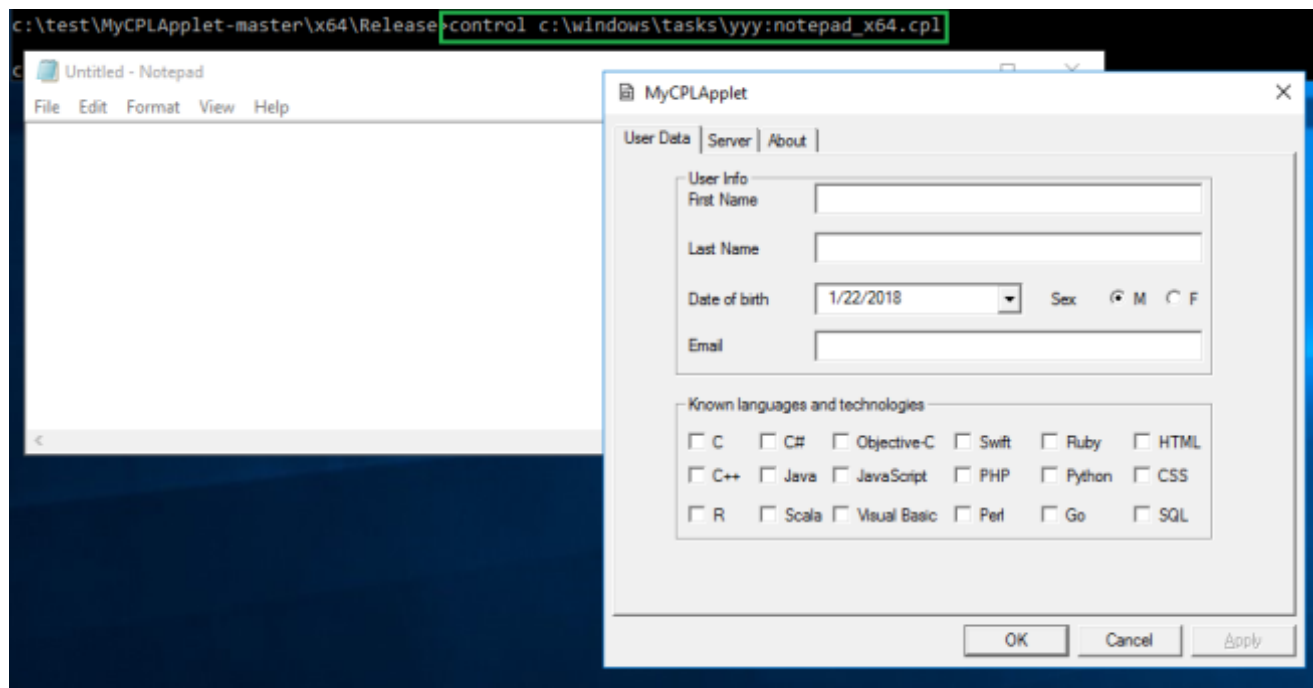 c:\test\MyCPLApplet-master\x64\Release>control c:\windows\tasks\yyy:notepad_x64.cpl
c
Untitled - Notepad
File Edit Format View Help
MyCPLApplet
User Data Server About
User Info
First Name
Last Name
Date of birth 1/22/2018 Sex M F
Email
Known languages and technologies
C C# Objective-C Swift Ruby HTML
C++ Java JavaScript PHP Python CSS
R Scala Visual Basic Perl Go SQL
OK Cancel Apply